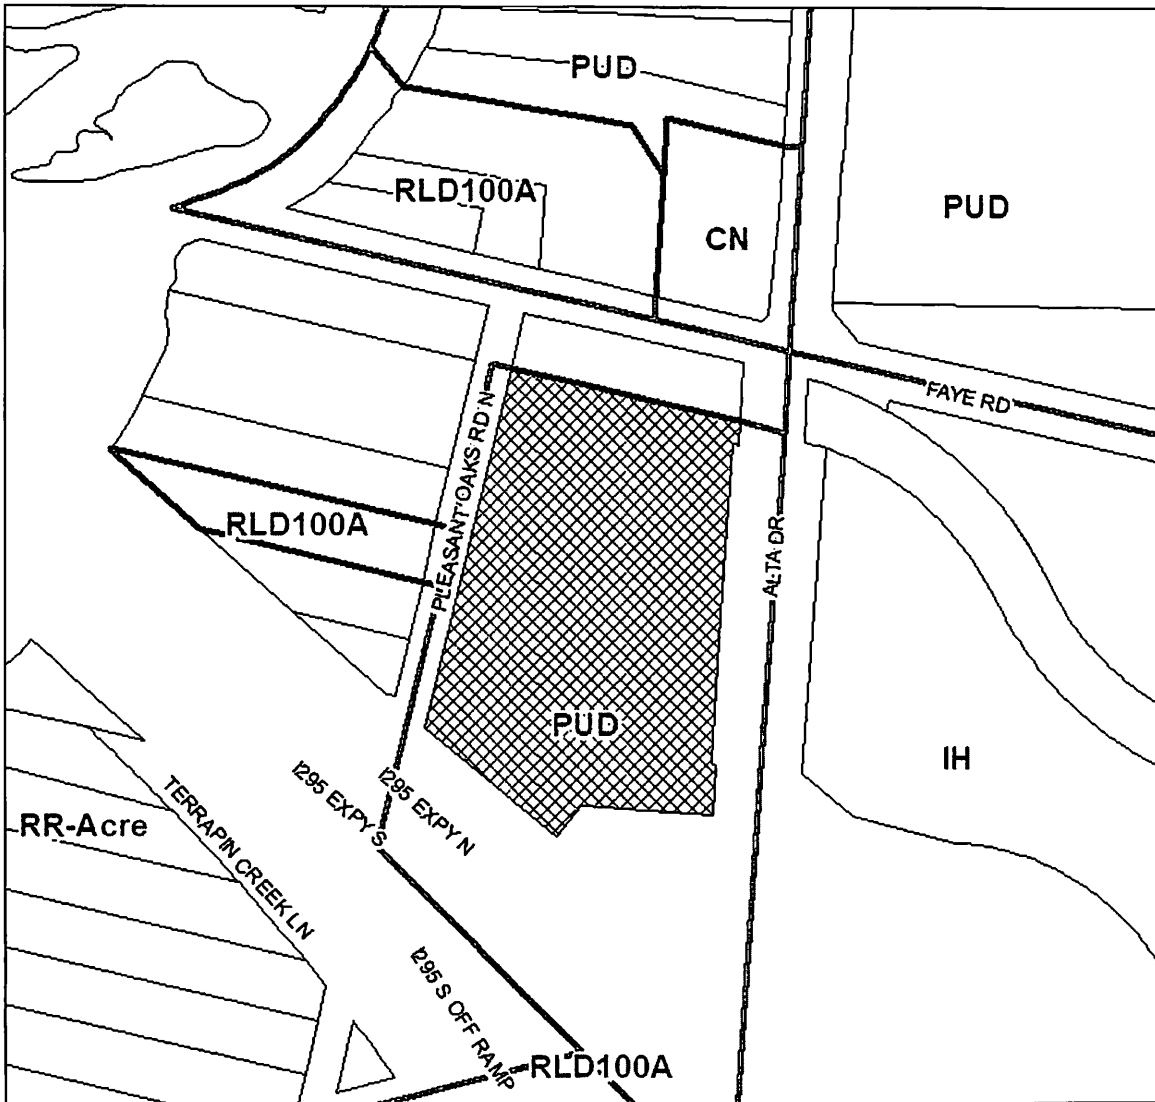 PUD
RLD100A
PUD
CN
FAYE RD
PLEASANT OAKS RD N
RLD100A
ALTA DR
PUD
IH
I295 EXPY S
I295 EXPY N
RR-Acre
TERRAPIN CREEK LN
I295 S OFF RAMP
RLD100A